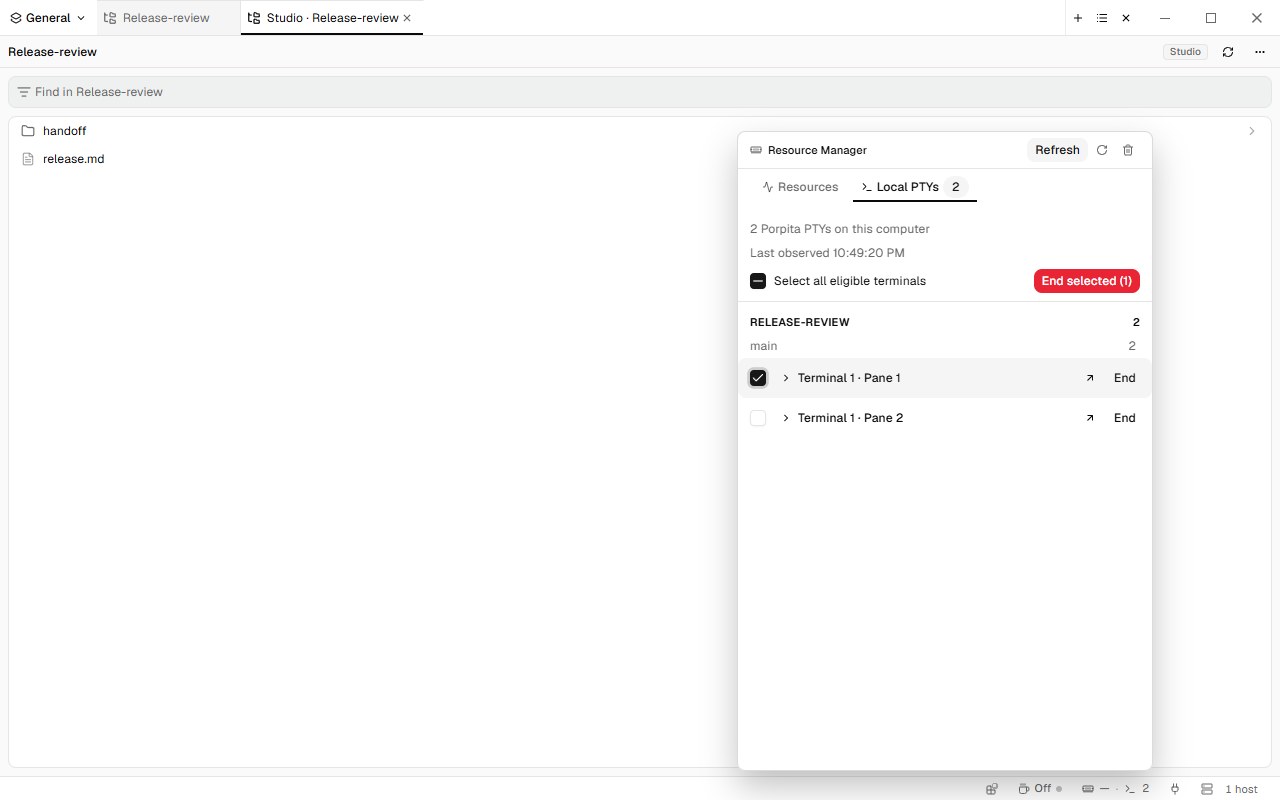 General
Release-review
Studio · Release-review
Release-review
Studio
Find in Release-review
handoff
release.md
Resource Manager
Refresh
Resources
Local PTYs 2
2 Porpita PTYs on this computer
Last observed 10:49:20 PM
Select all eligible terminals
End selected (1)
RELEASE-REVIEW 2
main 2
Terminal 1 · Pane 1 End
Terminal 1 · Pane 2 End
Off — · 2 1 host